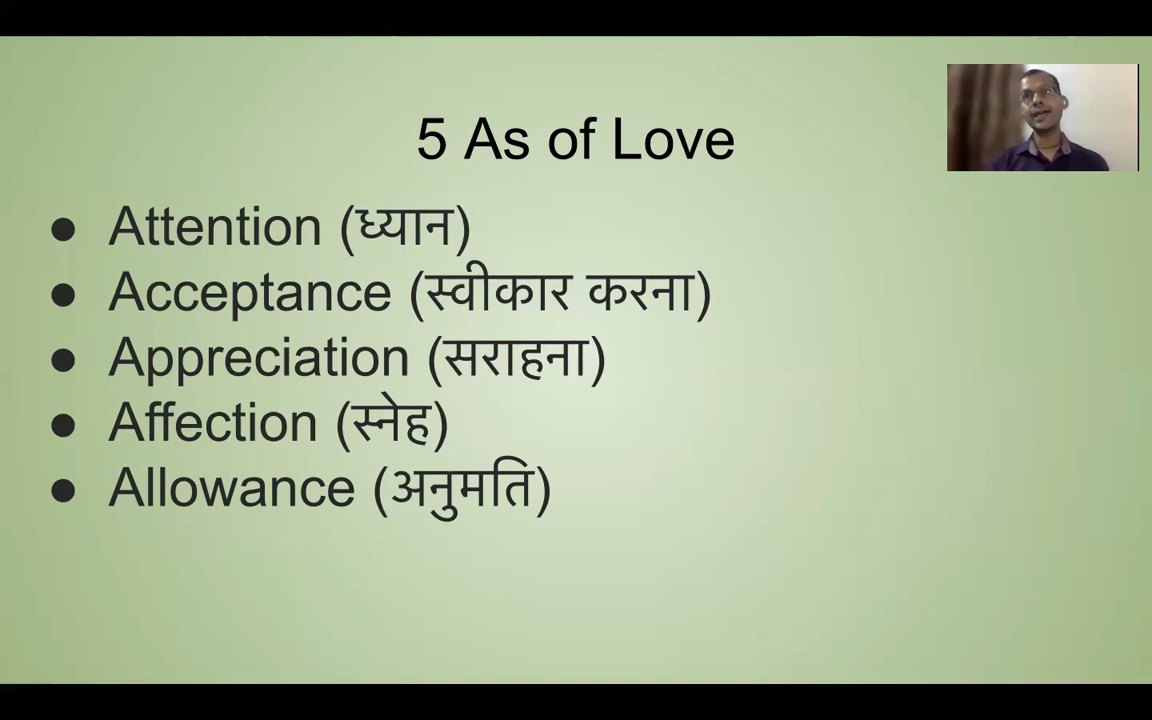 5 As of Love
● Attention (ध्यान)
● Acceptance (स्वीकार करना)
● Appreciation (सराहना)
● Affection (स्नेह)
● Allowance (अनुमति)